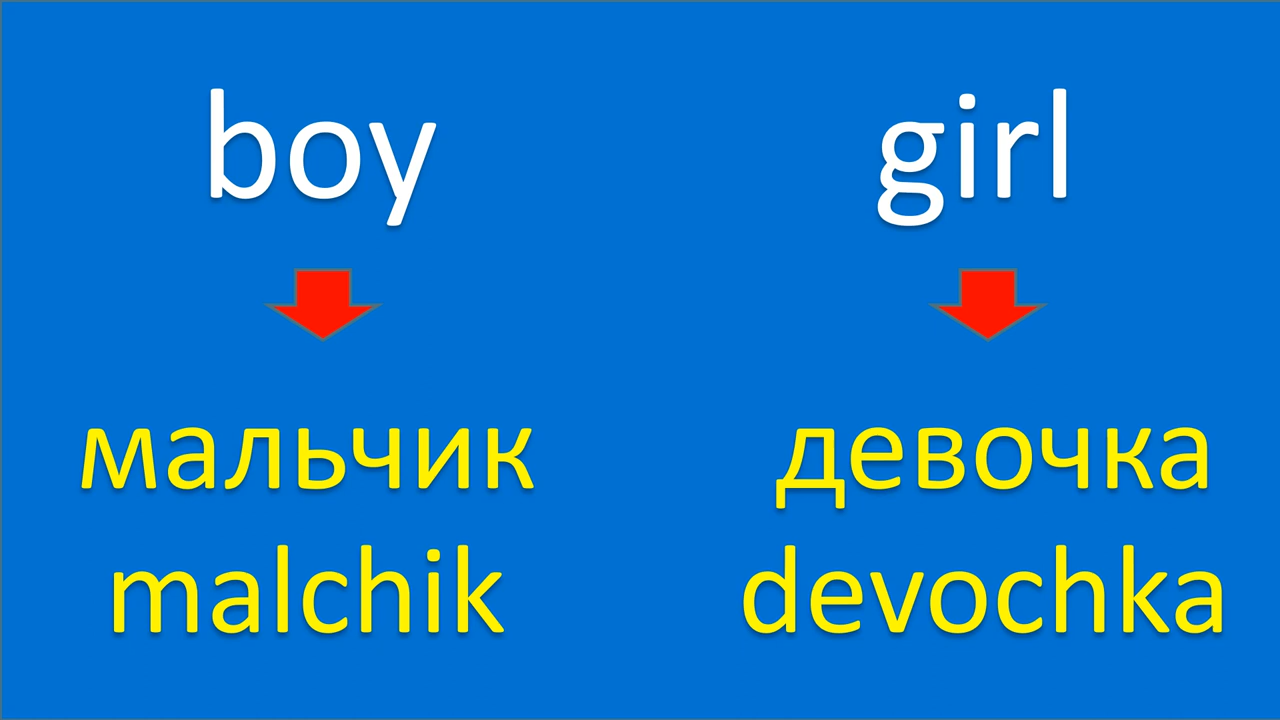 boy
мальчик
malchik
girl
девочка
devochka